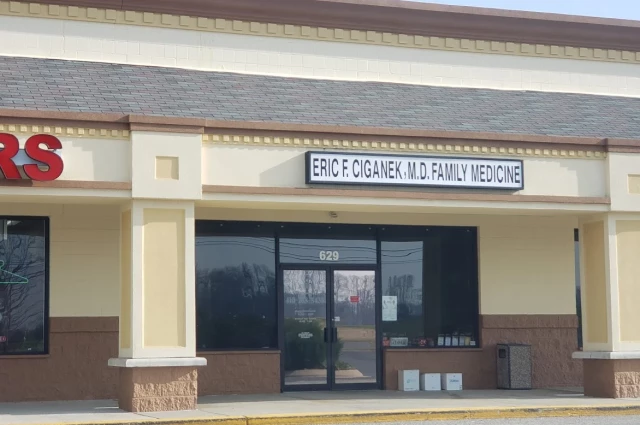 RS
ERIC F. CIGANEK, M.D. FAMILY MEDICINE
629